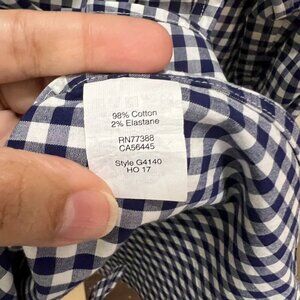 98% Cotton
2% Elastane
RN77388
CA56445
Style G4140
HO 17